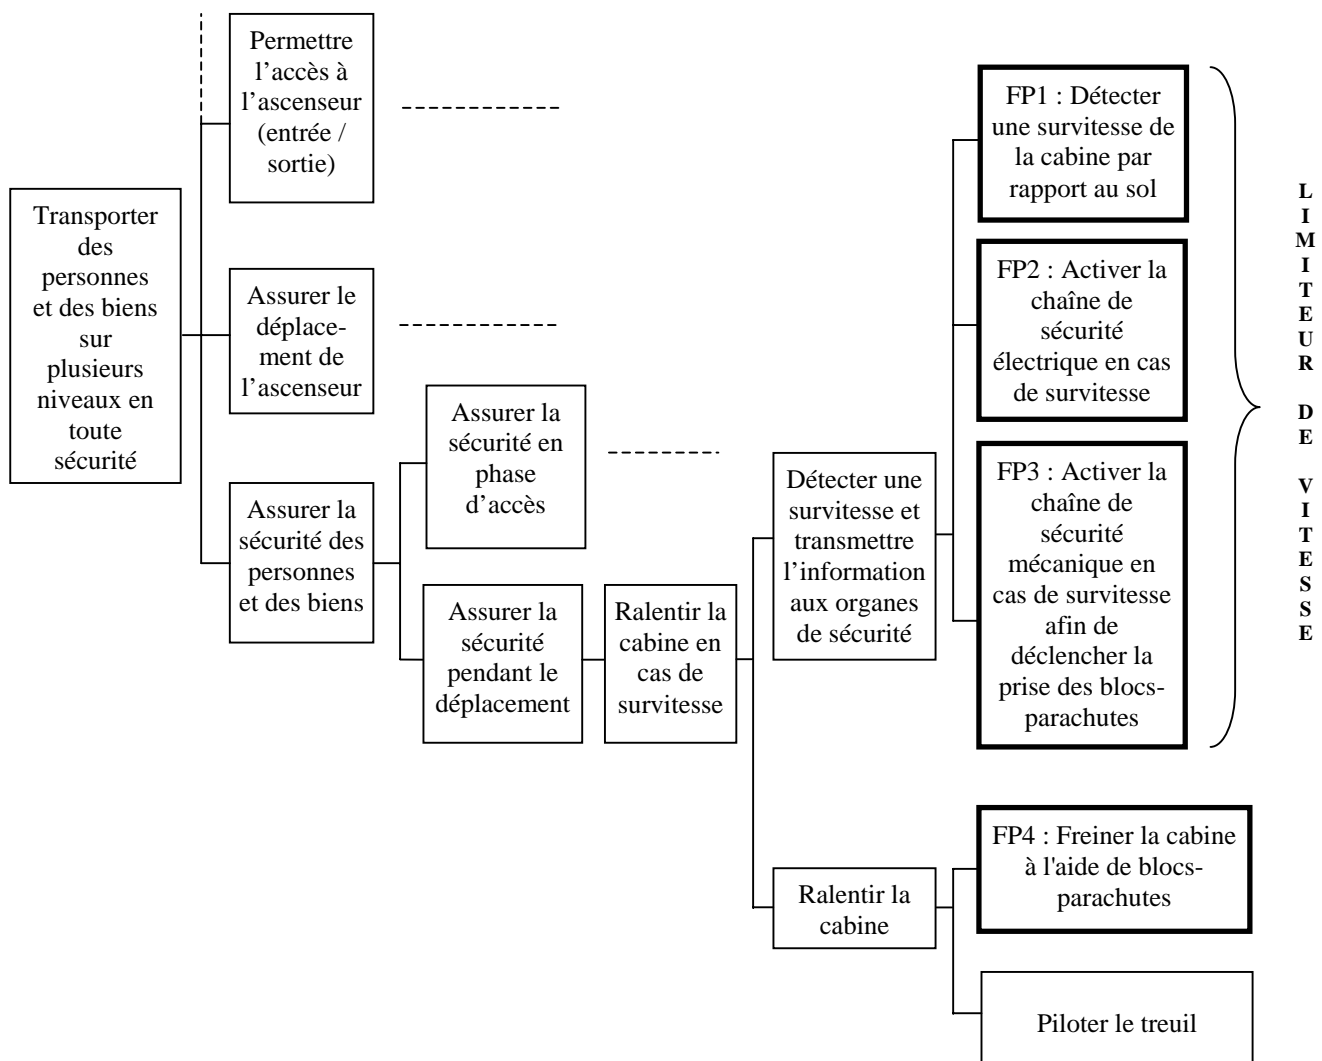 Permettre
l'accès à
l'ascenseur
(entrée /
sortie)
Transporter
des
personnes
et des biens
sur
plusieurs
niveaux en
toute
sécurité
Assurer le
déplace-
ment de
l'ascenseur
Assurer la
sécurité des
personnes
et des biens
Assurer la
sécurité en
phase
d'accès
Assurer la
sécurité
pendant le
déplacement
Ralentir la
cabine en
cas de
survitesse
Détecter une
survitesse et
transmettre
l'information
aux organes
de sécurité
Ralentir la
cabine
FP1 : Détecter
une survitesse de
la cabine par
rapport au sol
FP2 : Activer la
chaîne de
sécurité
électrique en cas
de survitesse
FP3 : Activer la
chaîne de
sécurité
mécanique en
cas de survitesse
afin de
déclencher la
prise des blocs-
parachutes
FP4 : Freiner la cabine
à l'aide de blocs-
parachutes
Piloter le treuil
L
I
M
I
T
E
U
R
D
E
V
I
T
E
S
S
E